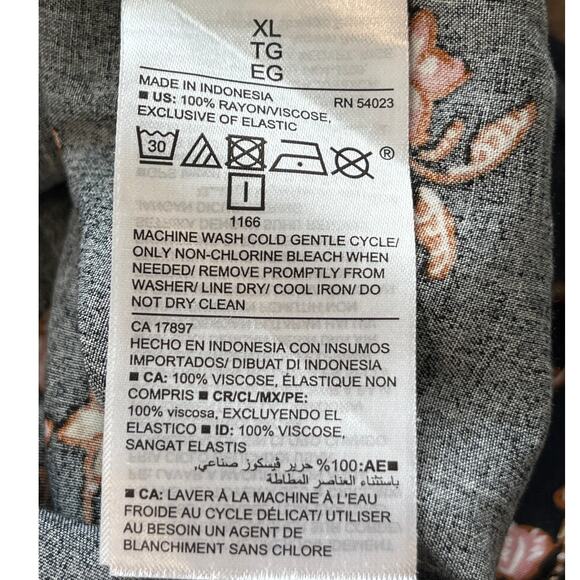 XL
TG
EG
MADE IN INDONESIA
■ US: 100% RAYON/VISCOSE, RN 54023
EXCLUSIVE OF ELASTIC
30
®
1166
MACHINE WASH COLD GENTLE CYCLE/
ONLY NON-CHLORINE BLEACH WHEN
NEEDED/ REMOVE PROMPTLY FROM
WASHER/ LINE DRY/ COOL IRON/ DO
NOT DRY CLEAN
CA 17897
HECHO EN INDONESIA CON INSUMOS
IMPORTADOS/ DIBUAT DI INDONESIA
■ CA: 100% VISCOSE, ÉLASTIQUE NON
COMPRIS ■ CR/CL/MX/PE:
100% viscosa, EXCLUYENDO EL
ELASTICO ■ ID: 100% VISCOSE,
SANGAT ELASTIS
■AE: 100% حرير ڤيسكوز صناعي,
باستثناء العناصر المطاطة.
■ CA: LAVER À LA MACHINE À L'EAU
FROIDE AU CYCLE DÉLICAT/ UTILISER
AU BESOIN UN AGENT DE
BLANCHIMENT SANS CHLORE